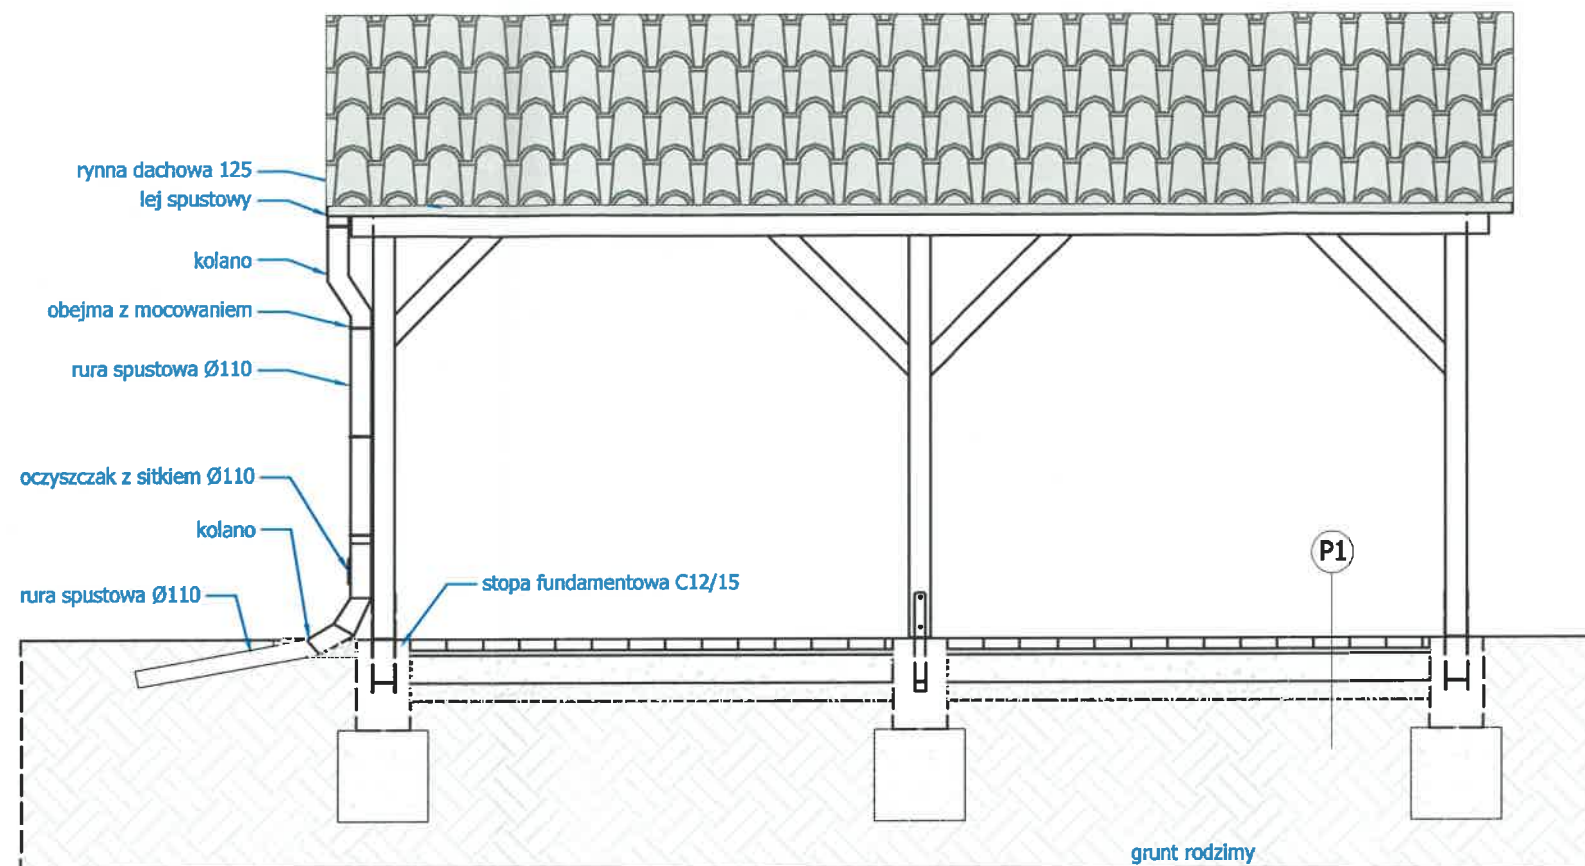 rynna dachowa 125
lej spustowy
kolano
obejma z mocowaniem
rura spustowa Ø110
oczyszczak z sitkiem Ø110
kolano
rura spustowa Ø110
stopa fundamentowa C12/15
P1
grunt rodzimy